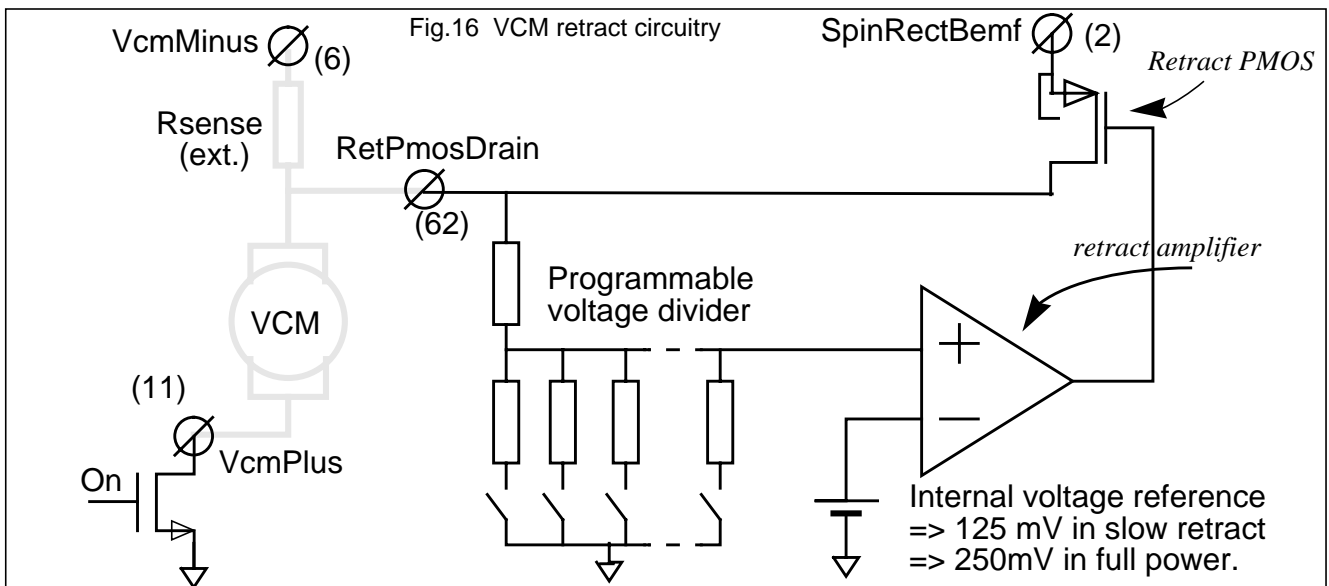 Fig.16 VCM retract circuitry
VcmMinus
(6)
SpinRectBemf
(2)
Retract PMOS
Rsense
(ext.)
RetPmosDrain
(62)
retract amplifier
Programmable
voltage divider
VCM
(11)
VcmPlus
On
Internal voltage reference
=> 125 mV in slow retract
=> 250mV in full power.